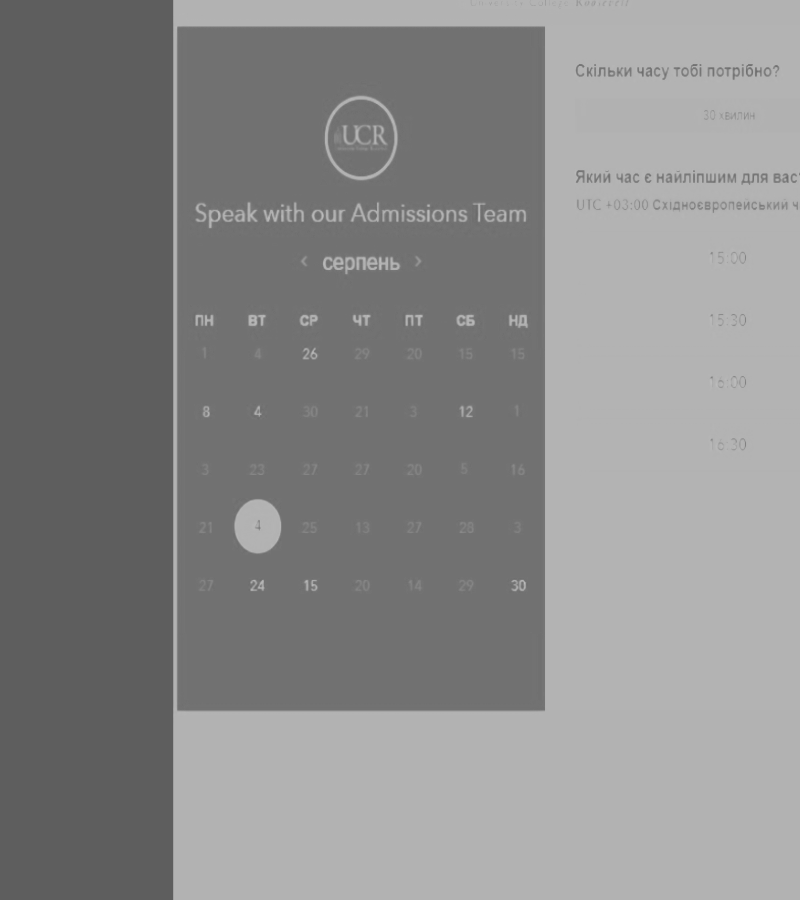 University College Roosevelt
UCR
Speak with our Admissions Team
‹ серпень ›
ПН ВТ СР ЧТ ПТ СБ НД
1 4 26 29 20 15 15
8 4 30 21 3 12 1
3 23 27 27 20 5 16
21 4 25 13 27 28 3
27 24 15 20 14 29 30
Скільки часу тобі потрібно?
30 хвилин
Який час є найліпшим для вас?
UTC +03:00 Східноєвропейський ч
15:00
15:30
16:00
16:30